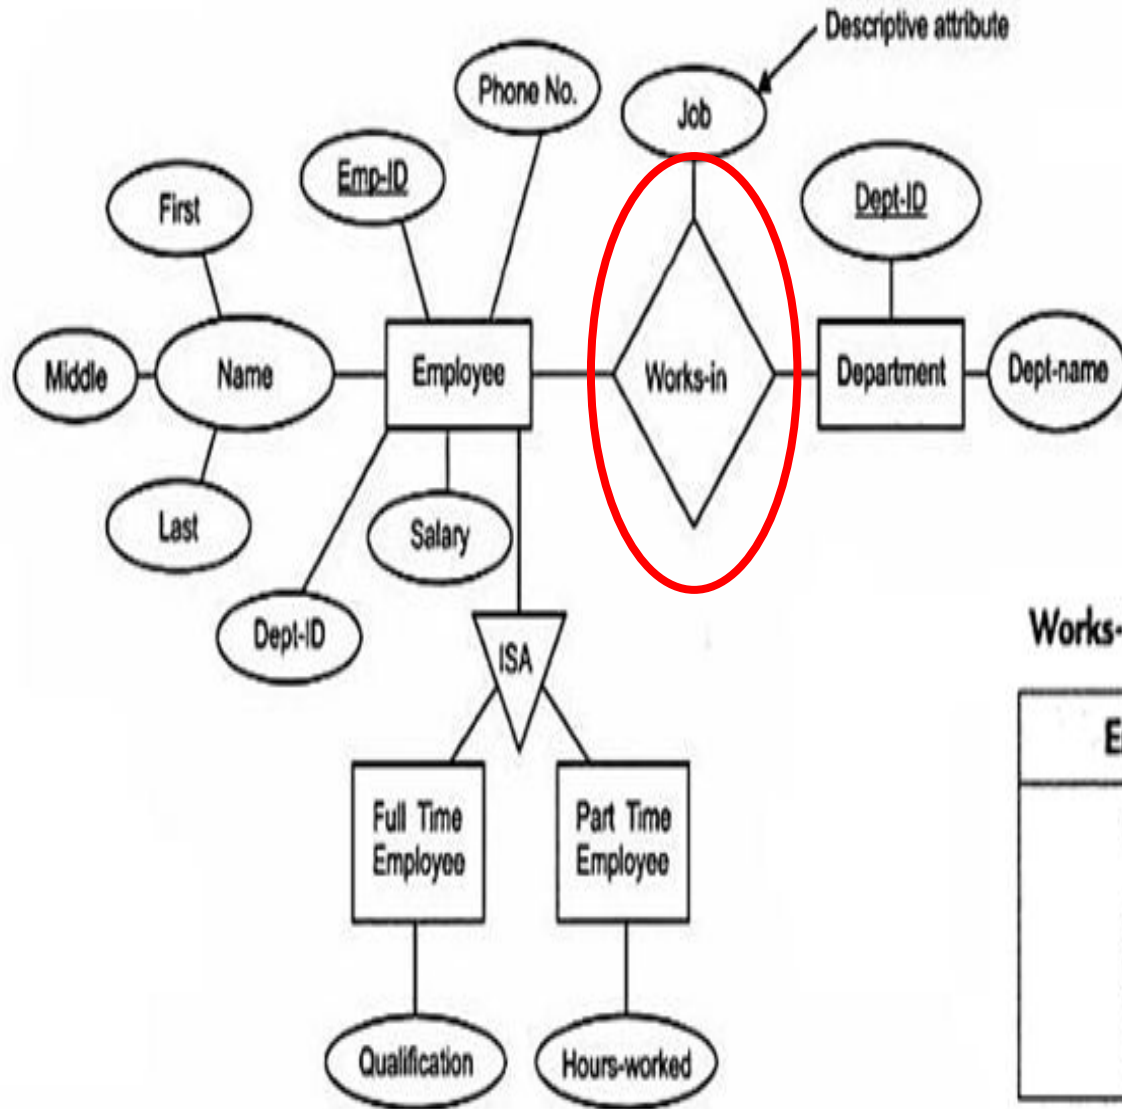 Descriptive attribute
Phone No.
Job
Emp-ID
Dept-ID
First
Middle
Name
Employee
Works-in
Department
Dept-name
Last
Salary
Dept-ID
ISA
Works-
Full Time
Employee
Part Time
Employee
Qualification
Hours-worked